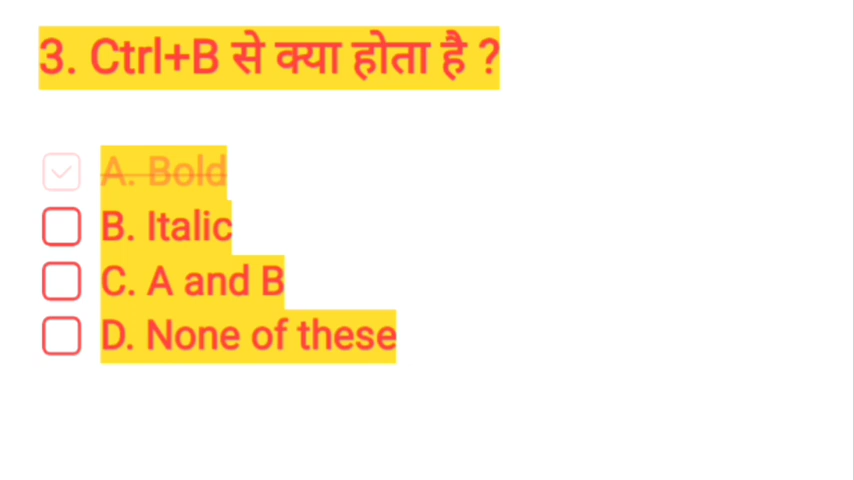 3. Ctrl+B से क्या होता है ?
A. Bold
B. Italic
C. A and B
D. None of these